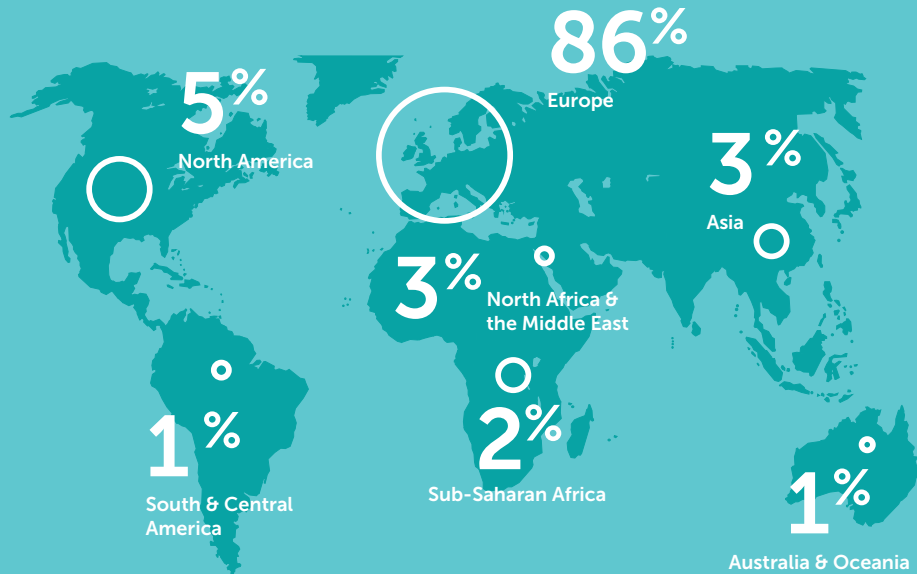 86%
Europe
5%
North America
3%
Asia
3%
North Africa &
the Middle East
1%
South & Central
America
2%
Sub-Saharan Africa
1%
Australia & Oceania